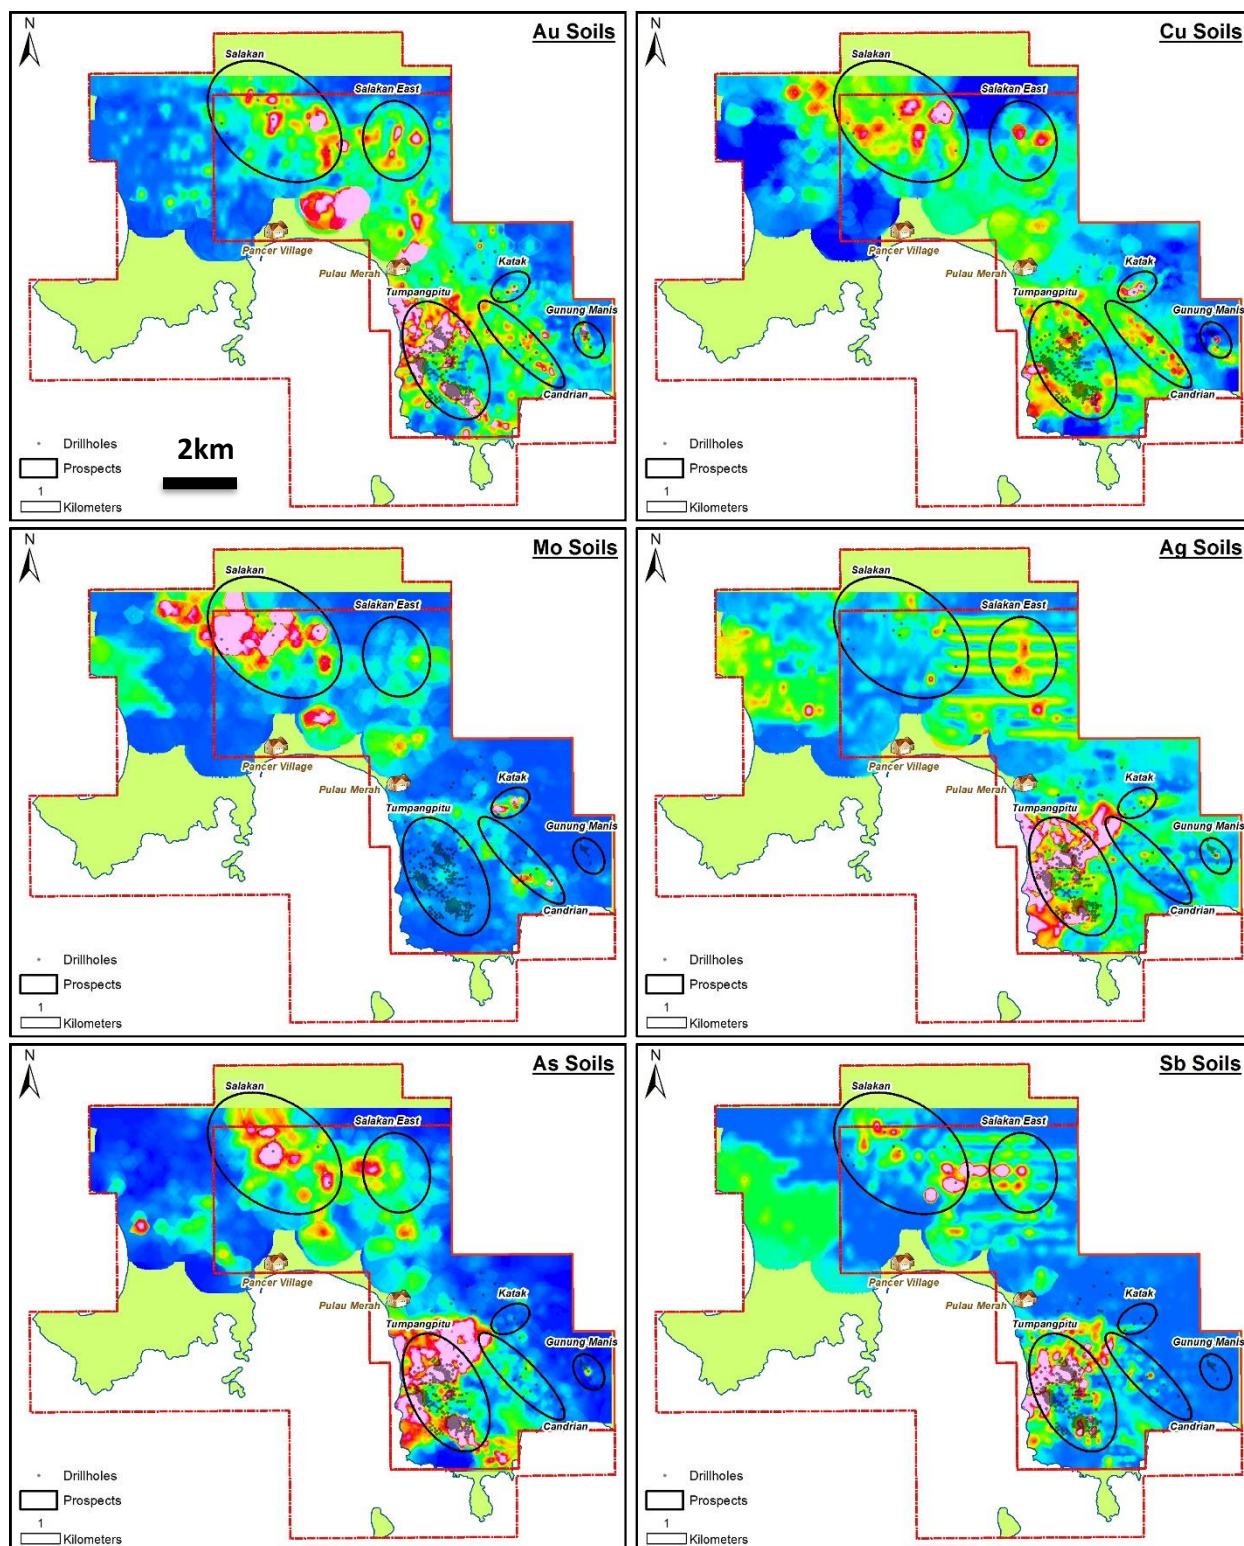 N
Au Soils
Salakan
Salakan East
Pancer Village
Pulau Merah
Katak
Tumpangpitu
Gunung Manis
Candrian
Drillholes
2km
Prospects
1
Kilometers
N
Cu Soils
Salakan
Salakan East
Pancer Village
Pulau Merah
Katak
Tumpangpitu
Gunung Manis
Candrian
Drillholes
Prospects
1
Kilometers
N
Mo Soils
Salakan
Salakan East
Pancer Village
Pulau Merah
Katak
Tumpangpitu
Gunung Manis
Candrian
Drillholes
Prospects
1
Kilometers
N
Ag Soils
Salakan
Salakan East
Pancer Village
Pulau Merah
Katak
Tumpangpitu
Gunung Manis
Candrian
Drillholes
Prospects
1
Kilometers
N
As Soils
Salakan
Salakan East
Pancer Village
Pulau Merah
Katak
Tumpangpitu
Gunung Manis
Candrian
Drillholes
Prospects
1
Kilometers
N
Sb Soils
Salakan
Salakan East
Pancer Village
Pulau Merah
Katak
Tumpangpitu
Gunung Manis
Candrian
Drillholes
Prospects
1
Kilometers